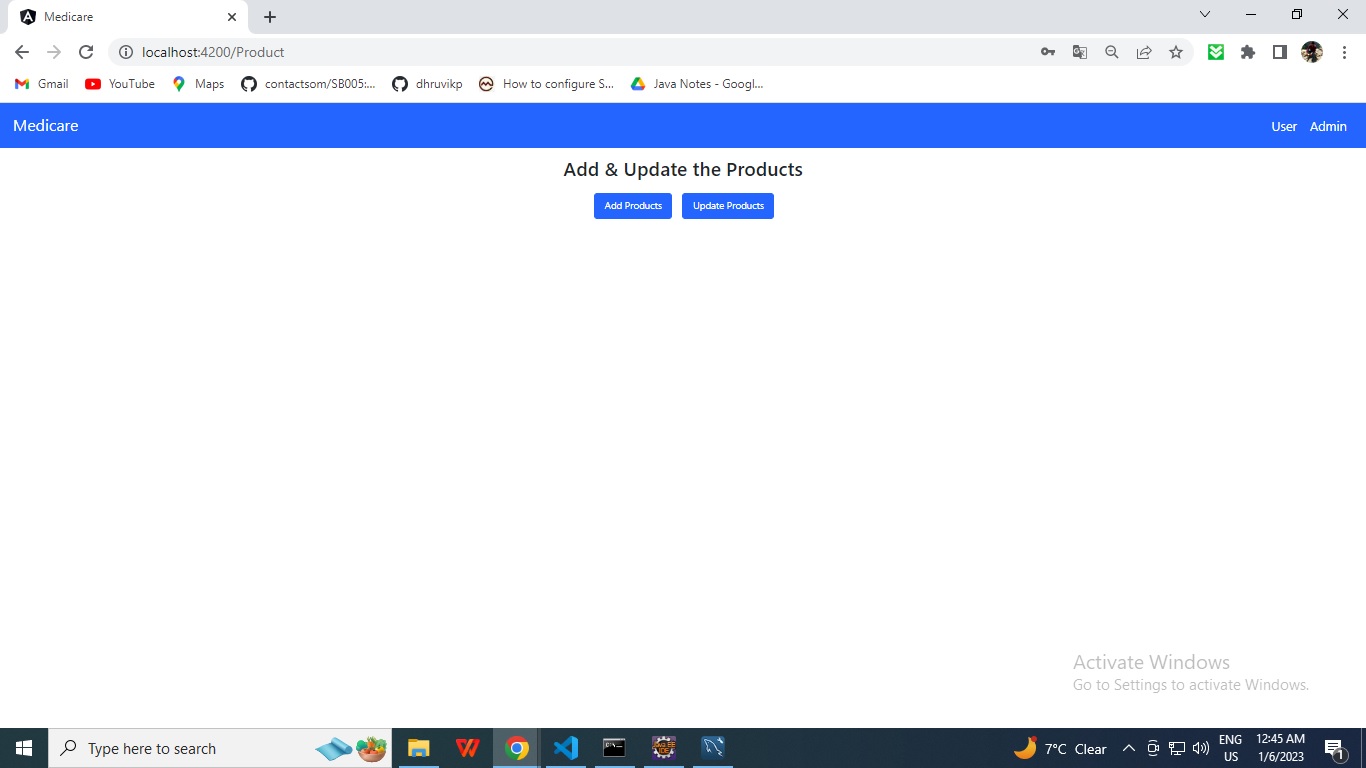 Medicare
localhost:4200/Product
Gmail
YouTube
Maps
contactsom/SB005:...
dhruvikp
How to configure S...
Java Notes - Googl...
Medicare
User
Admin
Add & Update the Products
Add Products
Update Products
Activate Windows
Go to Settings to activate Windows.
Type here to search
7°C Clear
ENG
US
12:45 AM
1/6/2023
1